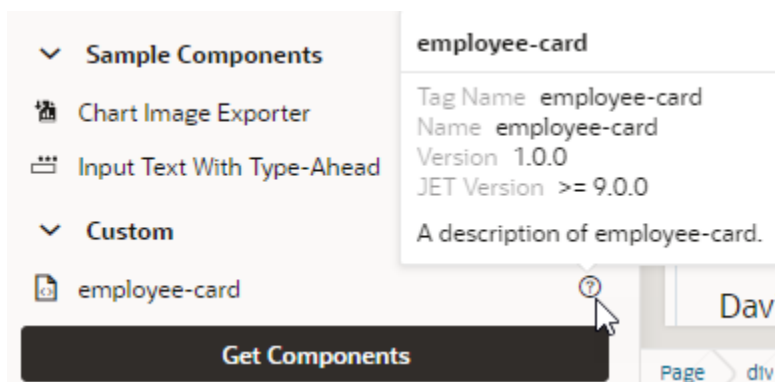 Sample Components
Chart Image Exporter
Input Text With Type-Ahead
Custom
employee-card
Get Components
employee-card
Tag Name employee-card
Name employee-card
Version 1.0.0
JET Version >= 9.0.0
A description of employee-card.
Dav
Page div